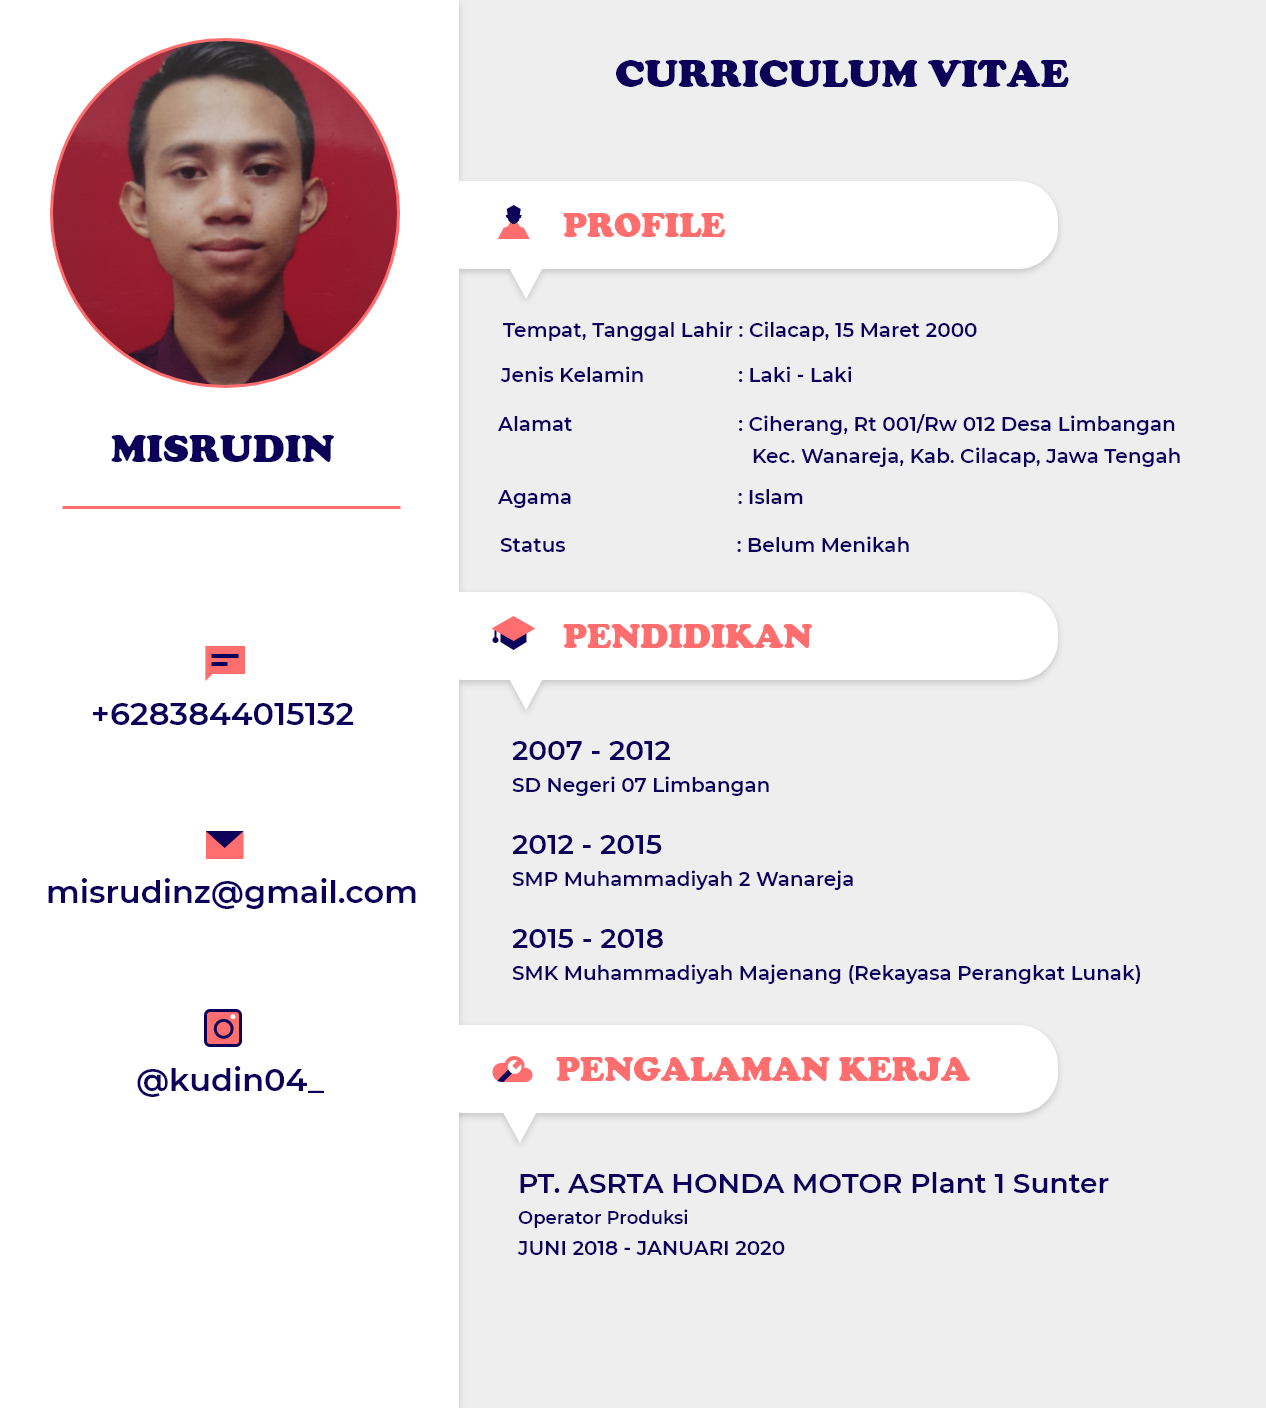 MISRUDIN
+6283844015132
misrudinz@gmail.com
@kudin04_
CURRICULUM VITAE
PROFILE
Tempat, Tanggal Lahir : Cilacap, 15 Maret 2000
Jenis Kelamin : Laki - Laki
Alamat : Ciherang, Rt 001/Rw 012 Desa Limbangan
Kec. Wanareja, Kab. Cilacap, Jawa Tengah
Agama : Islam
Status : Belum Menikah
PENDIDIKAN
2007 - 2012
SD Negeri 07 Limbangan
2012 - 2015
SMP Muhammadiyah 2 Wanareja
2015 - 2018
SMK Muhammadiyah Majenang (Rekayasa Perangkat Lunak)
PENGALAMAN KERJA
PT. ASRTA HONDA MOTOR Plant 1 Sunter
Operator Produksi
JUNI 2018 - JANUARI 2020